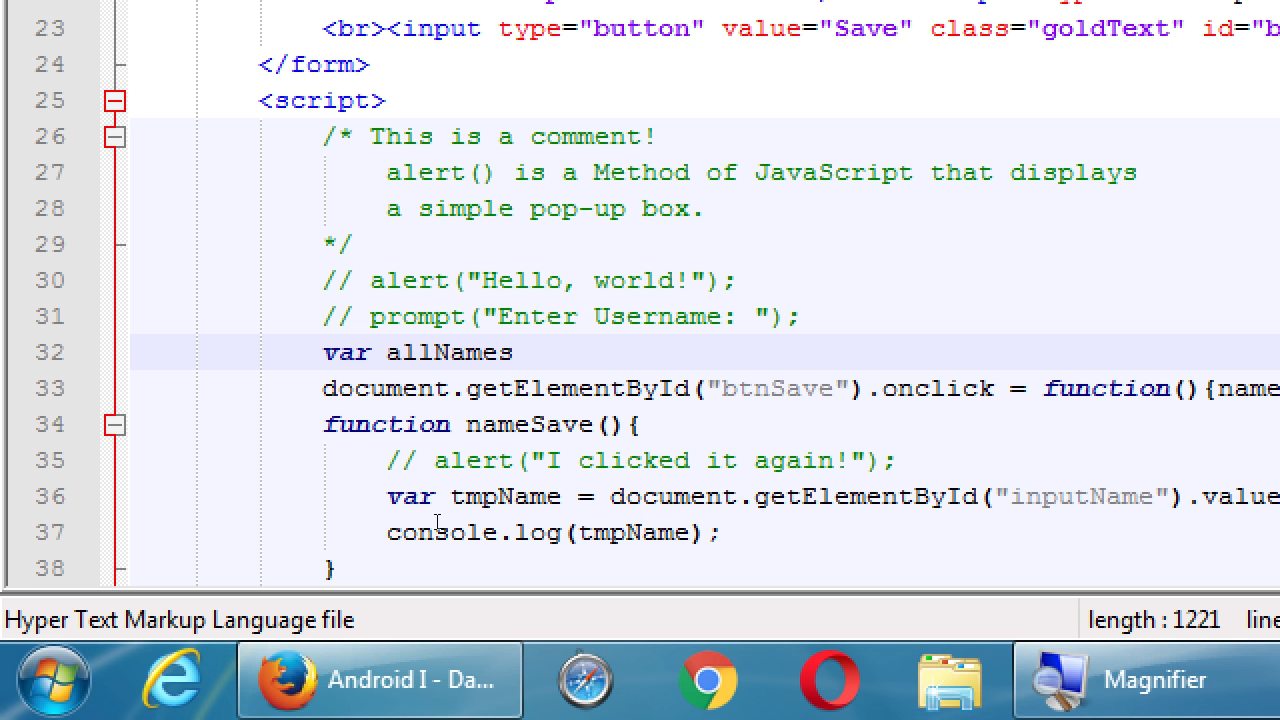 23 <br><input type="button" value="Save" class="goldText" id="b
24 </form>
25 <script>
26 /* This is a comment!
27 alert() is a Method of JavaScript that displays
28 a simple pop-up box.
29 */
30 // alert("Hello, world!");
31 // prompt("Enter Username: ");
32 var allNames
33 document.getElementById("btnSave").onclick = function(){name
34 function nameSave(){
35 // alert("I clicked it again!");
36 var tmpName = document.getElementById("inputName").value
37 console.log(tmpName);
38 }
Hyper Text Markup Language file length : 1221 line
Android I - Da... Magnifier